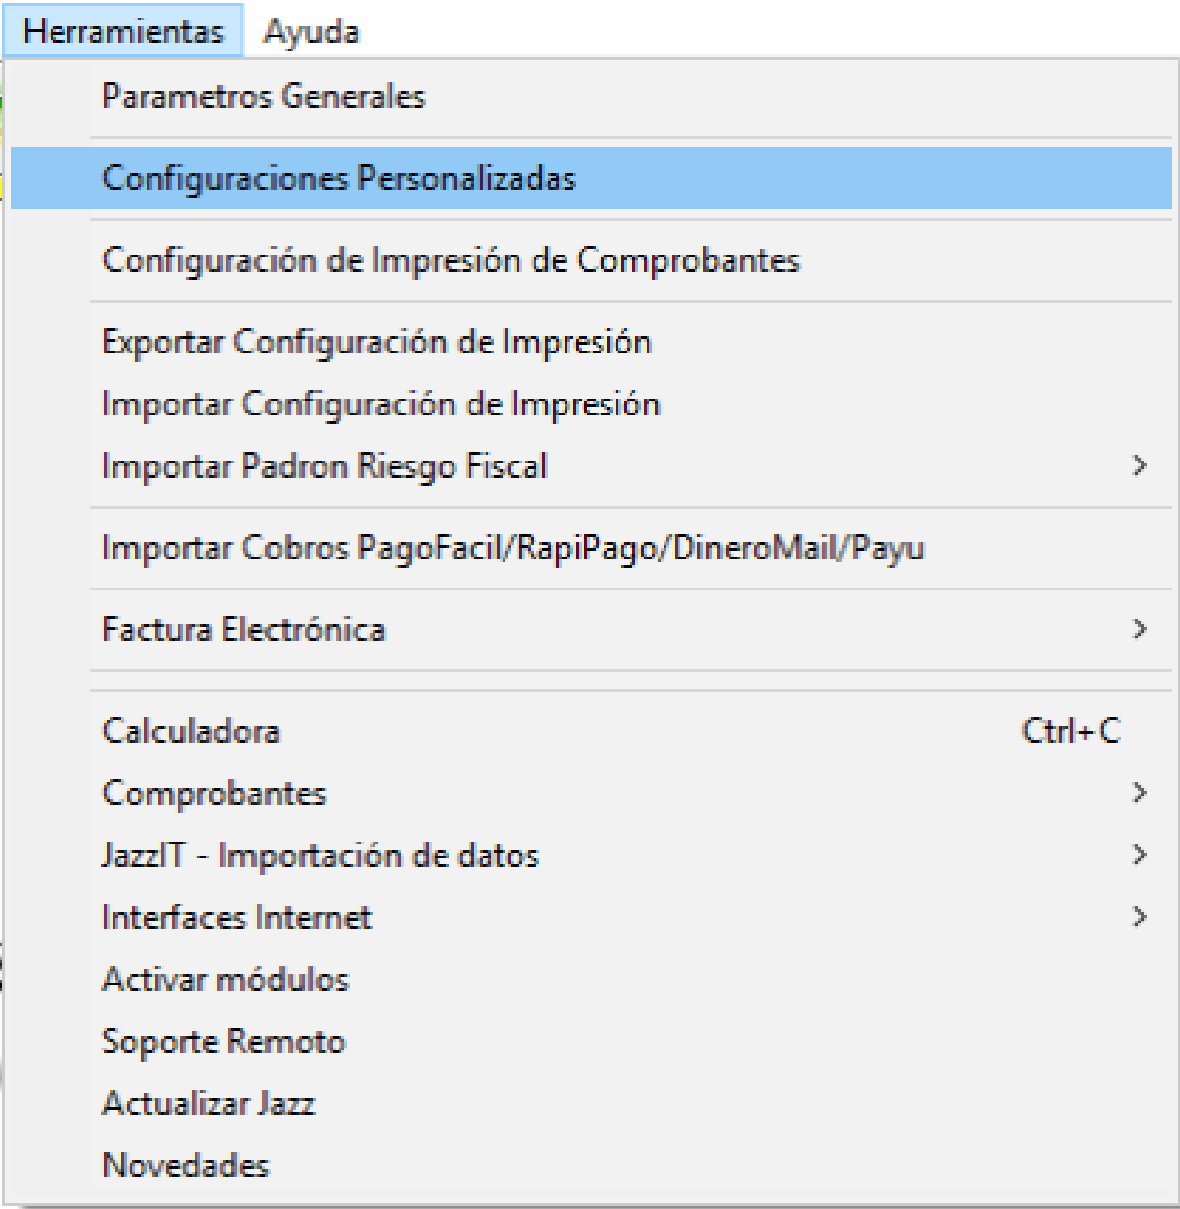 Herramientas Ayuda
Parametros Generales
Configuraciones Personalizadas
Configuración de Impresión de Comprobantes
Exportar Configuración de Impresión
Importar Configuración de Impresión
Importar Padron Riesgo Fiscal
Importar Cobros PagoFacil/RapiPago/DineroMail/Payu
Factura Electrónica
Calculadora Ctrl+C
Comprobantes
JazzIT - Importación de datos
Interfaces Internet
Activar módulos
Soporte Remoto
Actualizar Jazz
Novedades